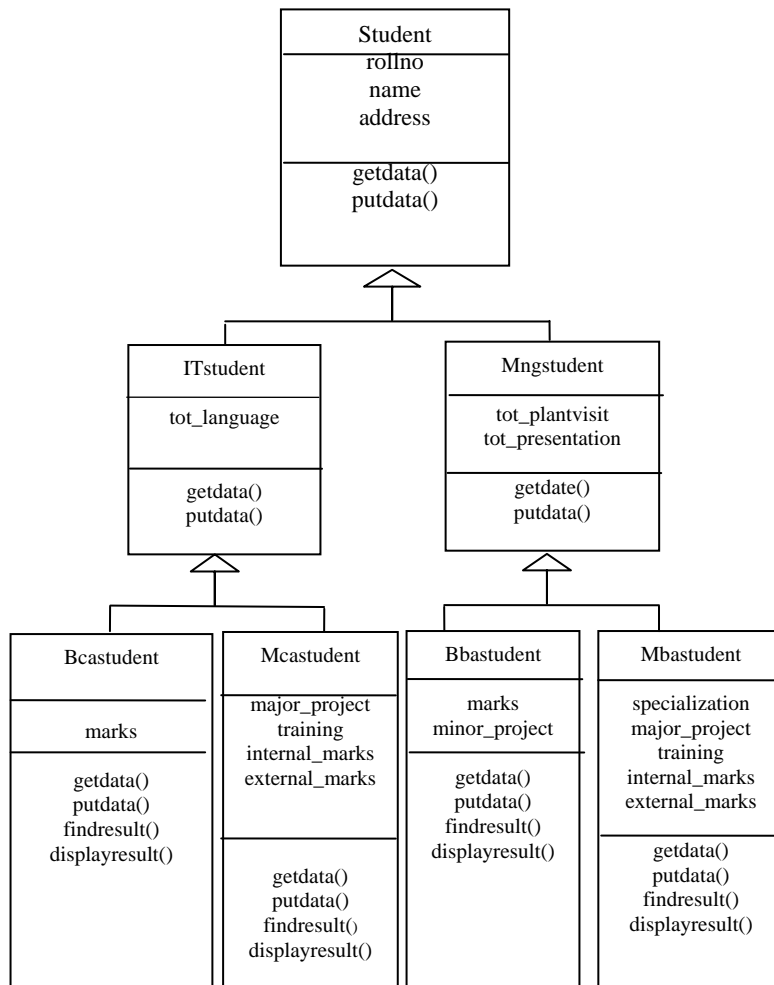 Student
rollno
name
address
getdata()
putdata()
ITstudent
tot_language
getdata()
putdata()
Mngstudent
tot_plantvisit
tot_presentation
getdate()
putdata()
Bcastudent
marks
getdata()
putdata()
findresult()
displayresult()
Mcastudent
major_project
training
internal_marks
external_marks
getdata()
putdata()
findresult()
displayresult()
Bbastudent
marks
minor_project
getdata()
putdata()
findresult()
displayresult()
Mbastudent
specialization
major_project
training
internal_marks
external_marks
getdata()
putdata()
findresult()
displayresult()